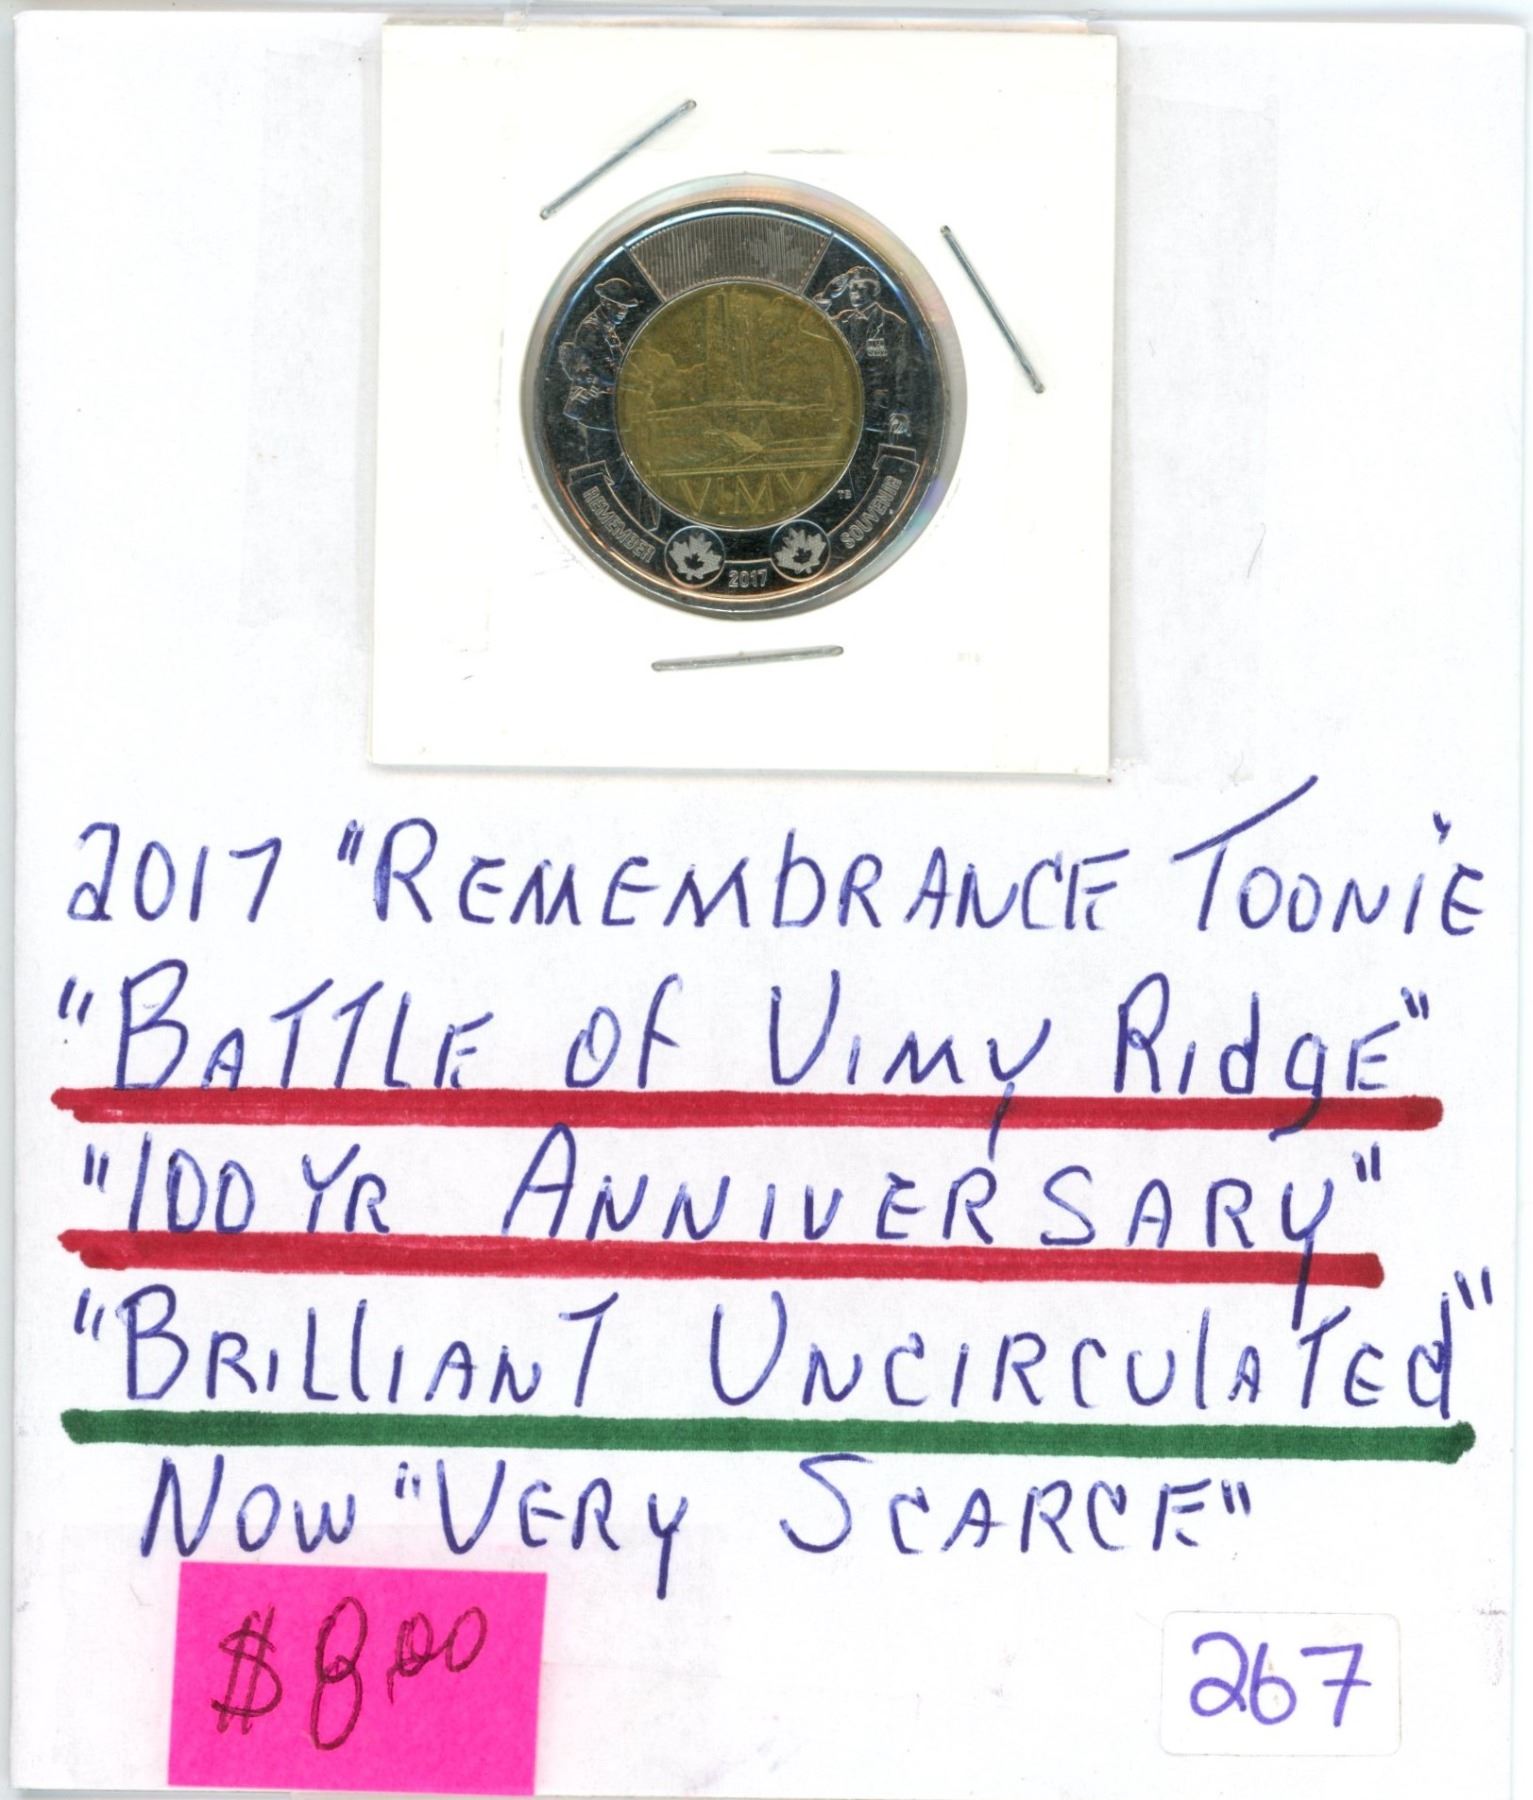 VIMY
TB
REMEMBER
2017
SOUVENIR
2017 "REMEMBRANCE TOONIE
"BATTLE OF VIMY RIdgE"
"100 YR ANNIVERSARY"
"BRILLIANT UNCIRCULATEd"
NOW "VERY SCARCE"
$8.00
267